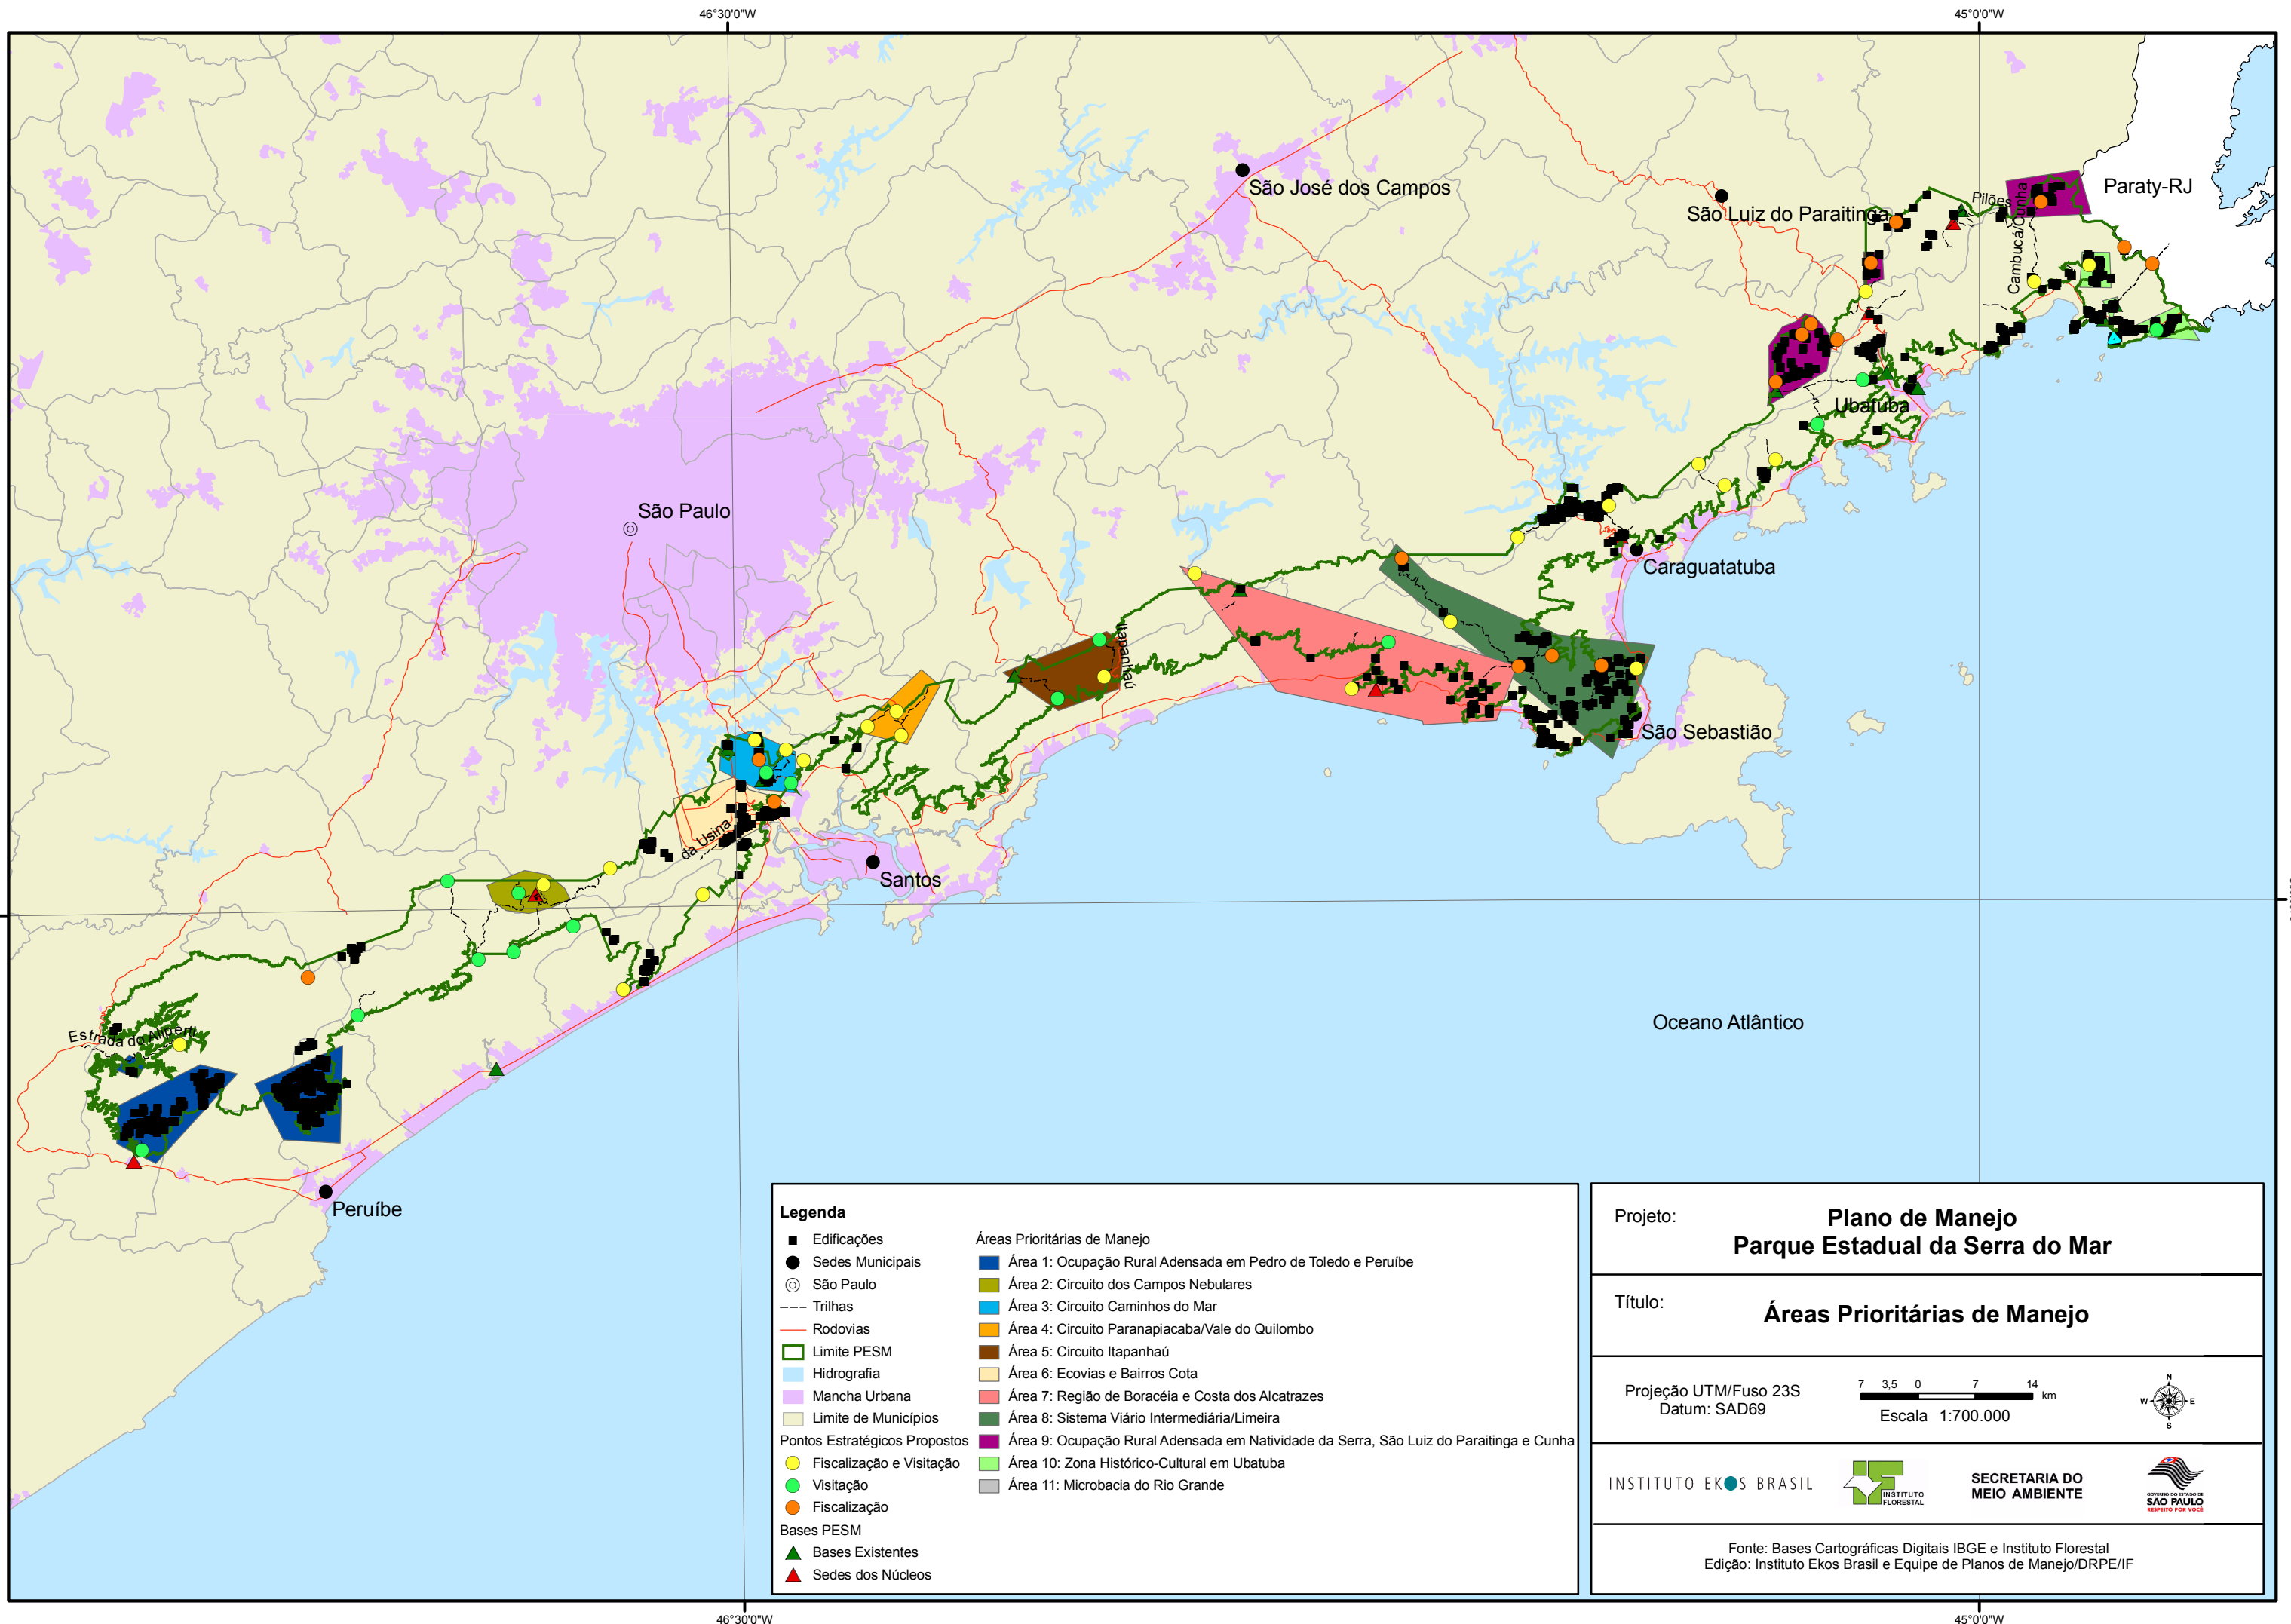 46°30'0"W
45°0'0"W
São José dos Campos
São Luiz do Paraitinga
Pilões
Cambucá/Cunha
Paraty-RJ
Ubatuba
São Paulo
Caraguatatuba
Itapanhaú
São Sebastião
da Usina
Santos
Oceano Atlântico
Estrada do Aliperti
Peruíbe
Legenda
Edificações
Sedes Municipais
São Paulo
Trilhas
Rodovias
Limite PESM
Hidrografia
Mancha Urbana
Limite de Municípios
Pontos Estratégicos Propostos
Fiscalização e Visitação
Visitação
Fiscalização
Bases PESM
Bases Existentes
Sedes dos Núcleos
Áreas Prioritárias de Manejo
Área 1: Ocupação Rural Adensada em Pedro de Toledo e Peruíbe
Área 2: Circuito dos Campos Nebulares
Área 3: Circuito Caminhos do Mar
Área 4: Circuito Paranapiacaba/Vale do Quilombo
Área 5: Circuito Itapanhaú
Área 6: Ecovias e Bairros Cota
Área 7: Região de Boracéia e Costa dos Alcatrazes
Área 8: Sistema Viário Intermediária/Limeira
Área 9: Ocupação Rural Adensada em Natividade da Serra, São Luiz do Paraitinga e Cunha
Área 10: Zona Histórico-Cultural em Ubatuba
Área 11: Microbacia do Rio Grande
Projeto:
Plano de Manejo
Parque Estadual da Serra do Mar
Título:
Áreas Prioritárias de Manejo
Projeção UTM/Fuso 23S
Datum: SAD69
7 3,5 0 7 14
km
Escala 1:700.000
N
W E
S
INSTITUTO EKOS BRASIL
INSTITUTO
FLORESTAL
SECRETARIA DO
MEIO AMBIENTE
GOVERNO DO ESTADO DE
SÃO PAULO
RESPEITO POR VOCÊ
Fonte: Bases Cartográficas Digitais IBGE e Instituto Florestal
Edição: Instituto Ekos Brasil e Equipe de Planos de Manejo/DRPE/IF
46°30'0"W
45°0'0"W